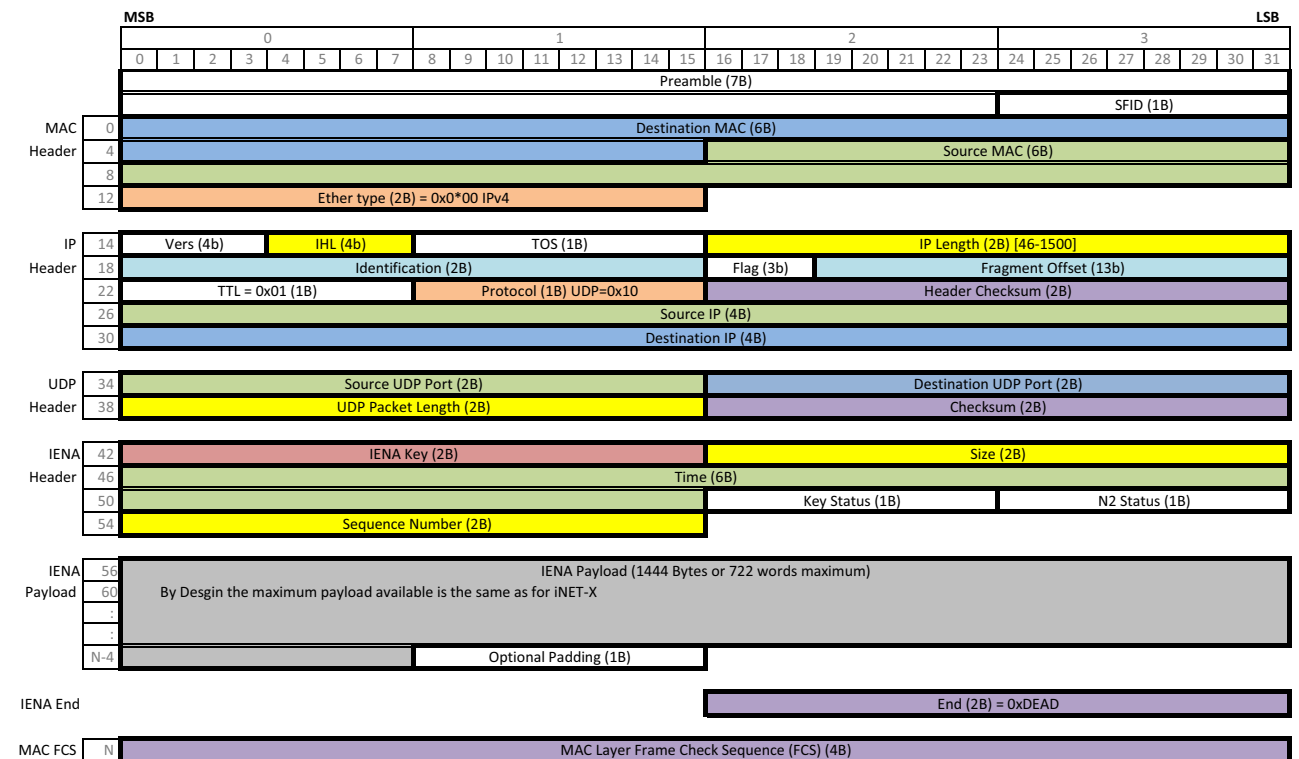 MSB LSB
0 1 2 3
0 1 2 3 4 5 6 7 8 9 10 11 12 13 14 15 16 17 18 19 20 21 22 23 24 25 26 27 28 29 30 31
Preamble (7B)
SFID (1B)
MAC 0 Destination MAC (6B)
Header 4 Source MAC (6B)
8
12 Ether type (2B) = 0x0*00 IPv4
IP 14 Vers (4b) IHL (4b) TOS (1B) IP Length (2B) [46-1500]
Header 18 Identification (2B) Flag (3b) Fragment Offset (13b)
22 TTL = 0x01 (1B) Protocol (1B) UDP=0x10 Header Checksum (2B)
26 Source IP (4B)
30 Destination IP (4B)
UDP 34 Source UDP Port (2B) Destination UDP Port (2B)
Header 38 UDP Packet Length (2B) Checksum (2B)
IENA 42 IENA Key (2B) Size (2B)
Header 46 Time (6B)
50 Key Status (1B) N2 Status (1B)
54 Sequence Number (2B)
IENA 56 IENA Payload (1444 Bytes or 722 words maximum)
Payload 60 By Desgin the maximum payload available is the same as for iNET-X
:
:
N-4 Optional Padding (1B)
IENA End End (2B) = 0xDEAD
MAC FCS N MAC Layer Frame Check Sequence (FCS) (4B)